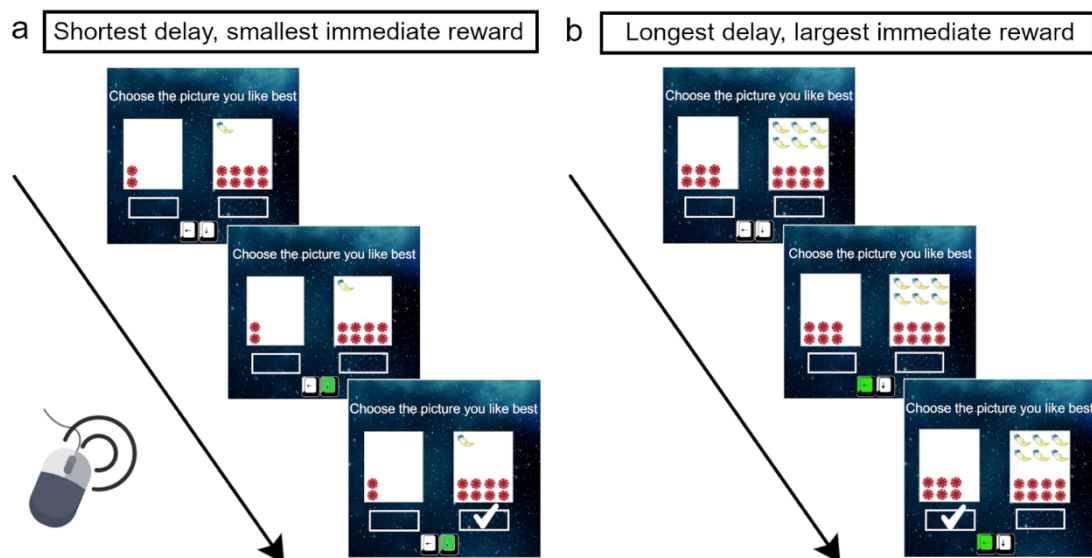 a
Shortest delay, smallest immediate reward
Choose the picture you like best
Choose the picture you like best
Choose the picture you like best
b
Longest delay, largest immediate reward
Choose the picture you like best
Choose the picture you like best
Choose the picture you like best